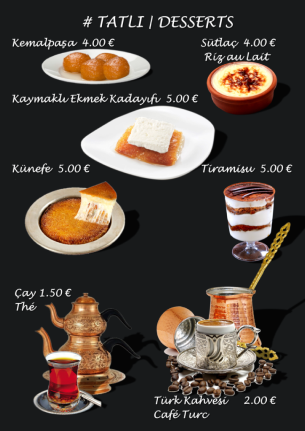 # TATLI | DESSERTS
Kemalpaşa 4.00 €
Sütlaç 4.00 €
Riz au Lait
Kaymaklı Ekmek Kadayıfı 5.00 €
Künefe 5.00 €
Tiramisu 5.00 €
Çay 1.50 €
Thé
Türk Kahvesi 2.00 €
Café Turc